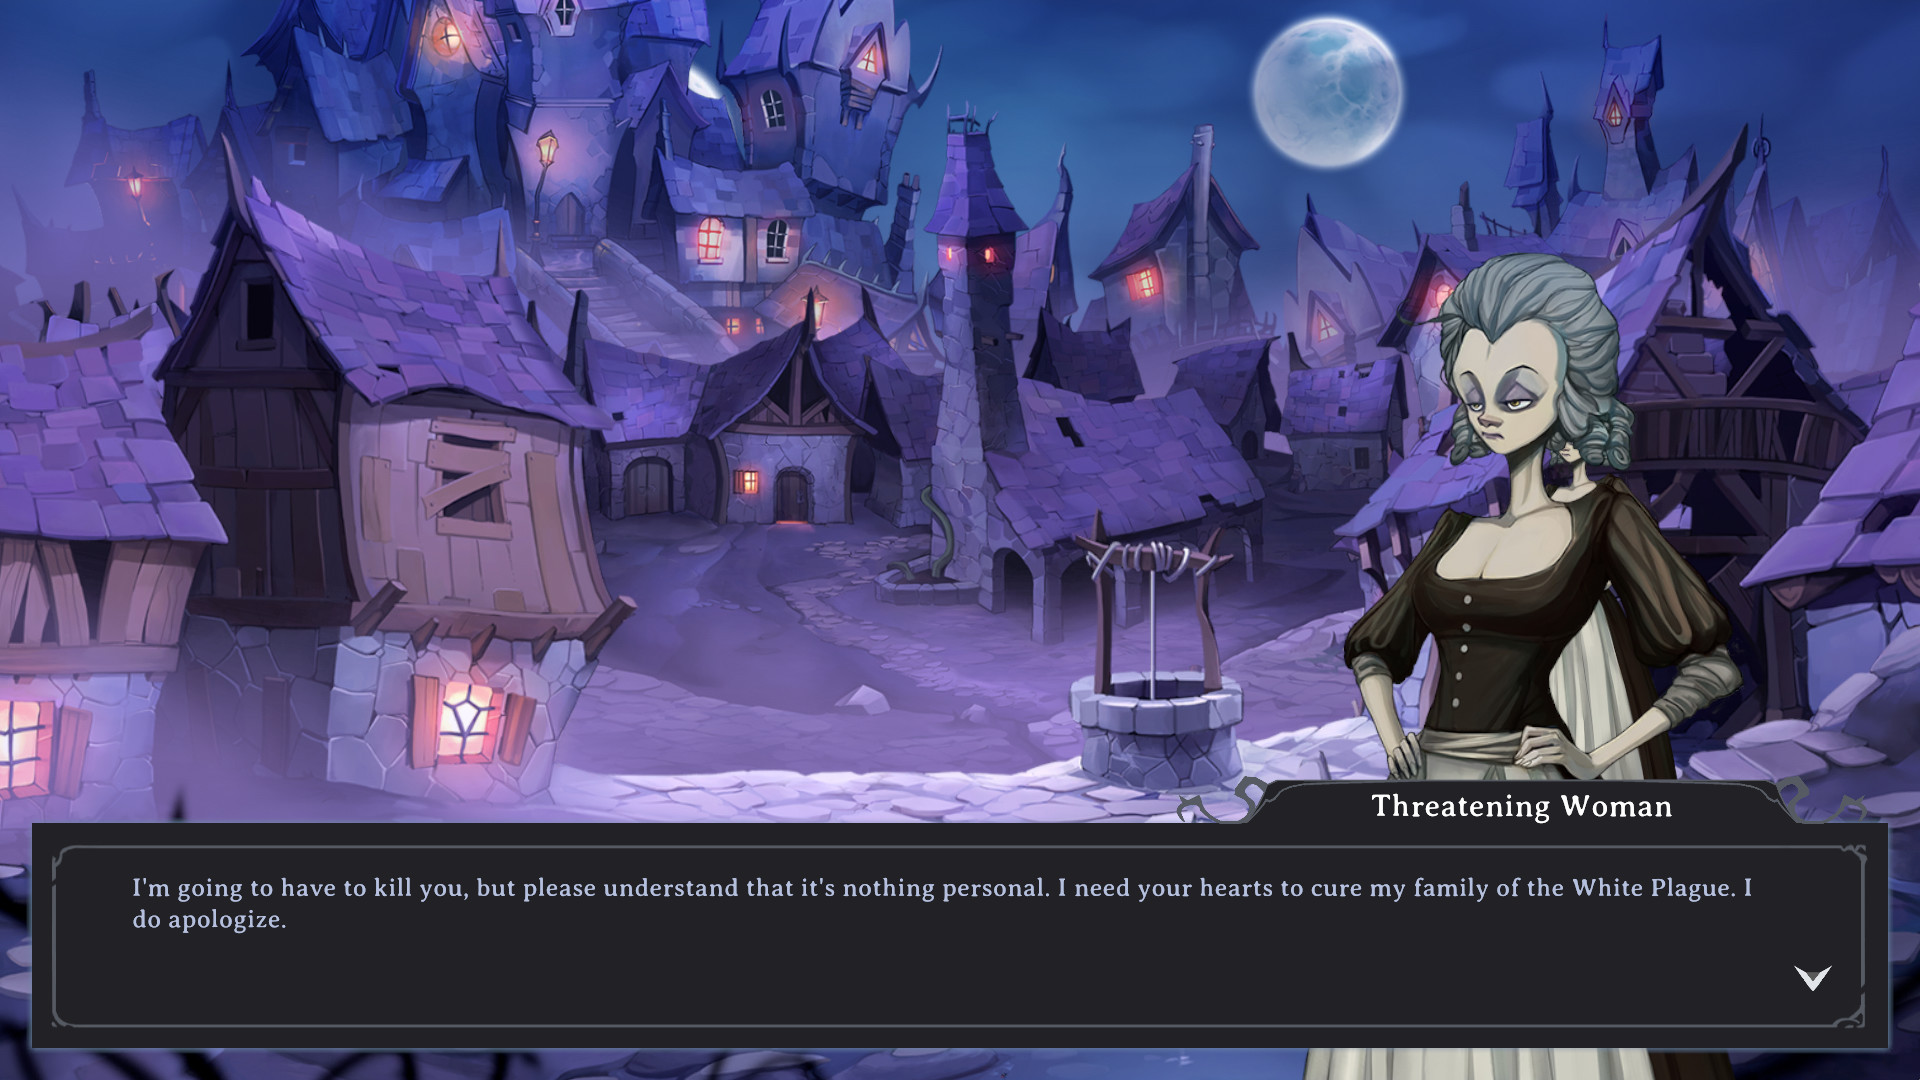 Threatening Woman
I'm going to have to kill you, but please understand that it's nothing personal. I need your hearts to cure my family of the White Plague. I
do apologize.